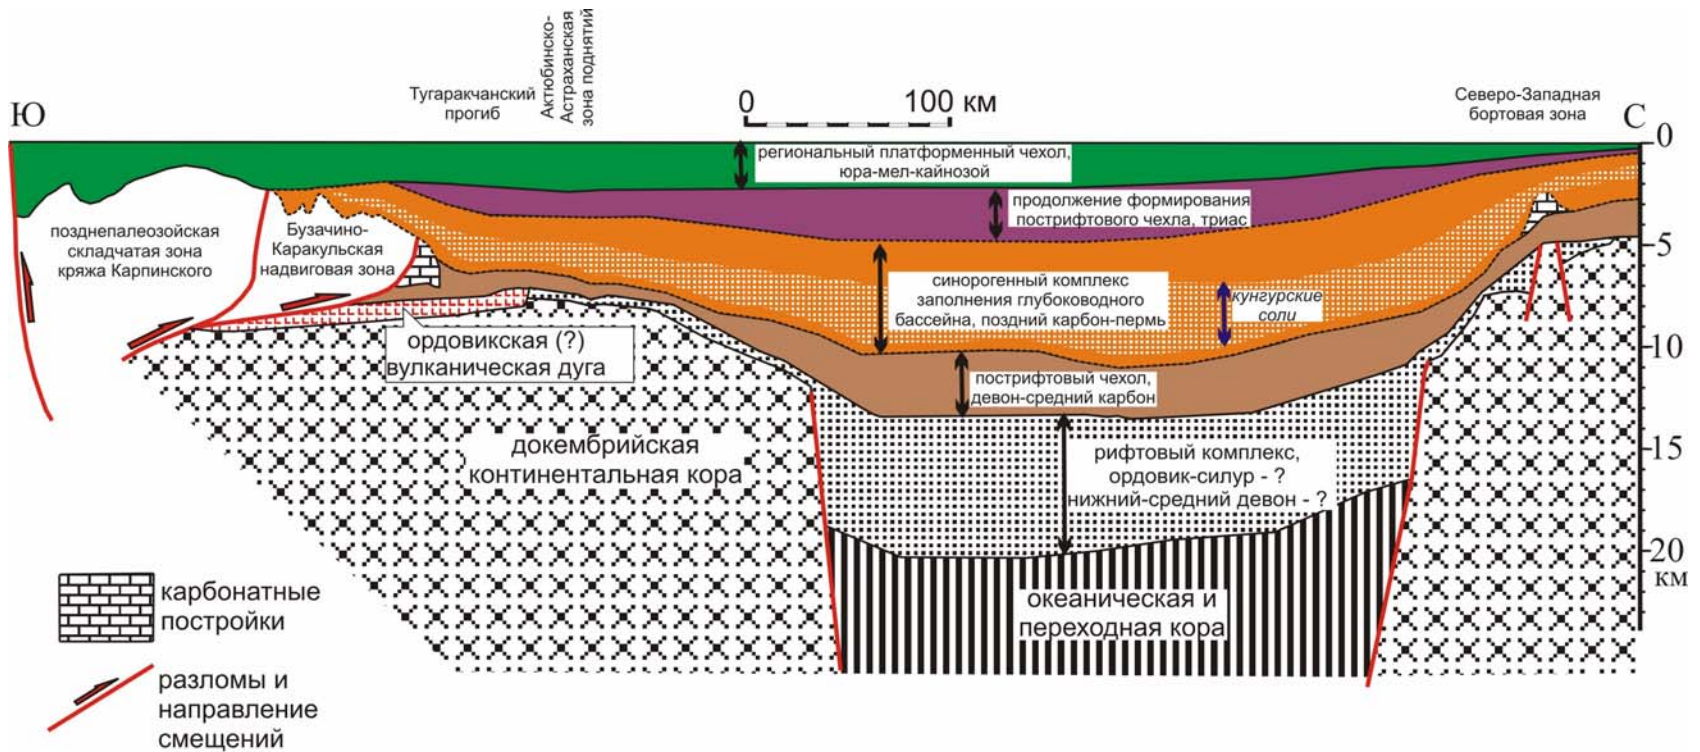 Ю
Тугаракчанский
прогиб
Актюбинско-
Астраханская
зона поднятий
0
100 км
Северо-Западная
бортовая зона
С
0
региональный платформенный чехол,
юра-мел-кайнозой
продолжение формирования
пострифтового чехла, триас
позднепалеозойская
складчатая зона
кряжа Карпинского
Бузачино-
Каракульская
надвиговая зона
5
синорогенный комплекс
заполнения глубоководного
бассейна, поздний карбон-пермь
кунгурские
соли
ордовикская (?)
вулканическая дуга
10
пострифтовый чехол,
девон-средний карбон
докембрийская
континентальная кора
рифтовый комплекс,
ордовик-силур - ?
нижний-средний девон - ?
15
20
км
океаническая и
переходная кора
карбонатные
постройки
разломы и
направление
смещений